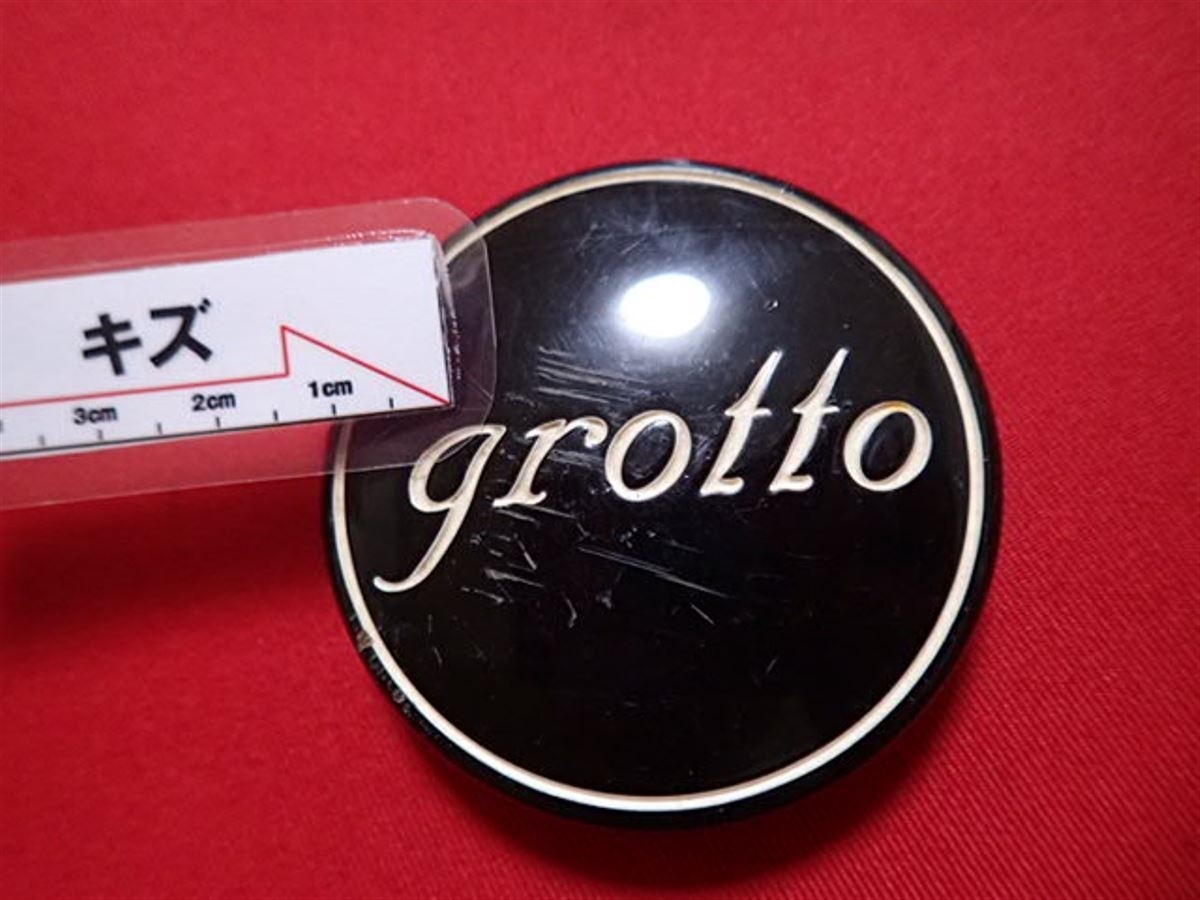 キズ
3cm 2cm 1cm
grotto